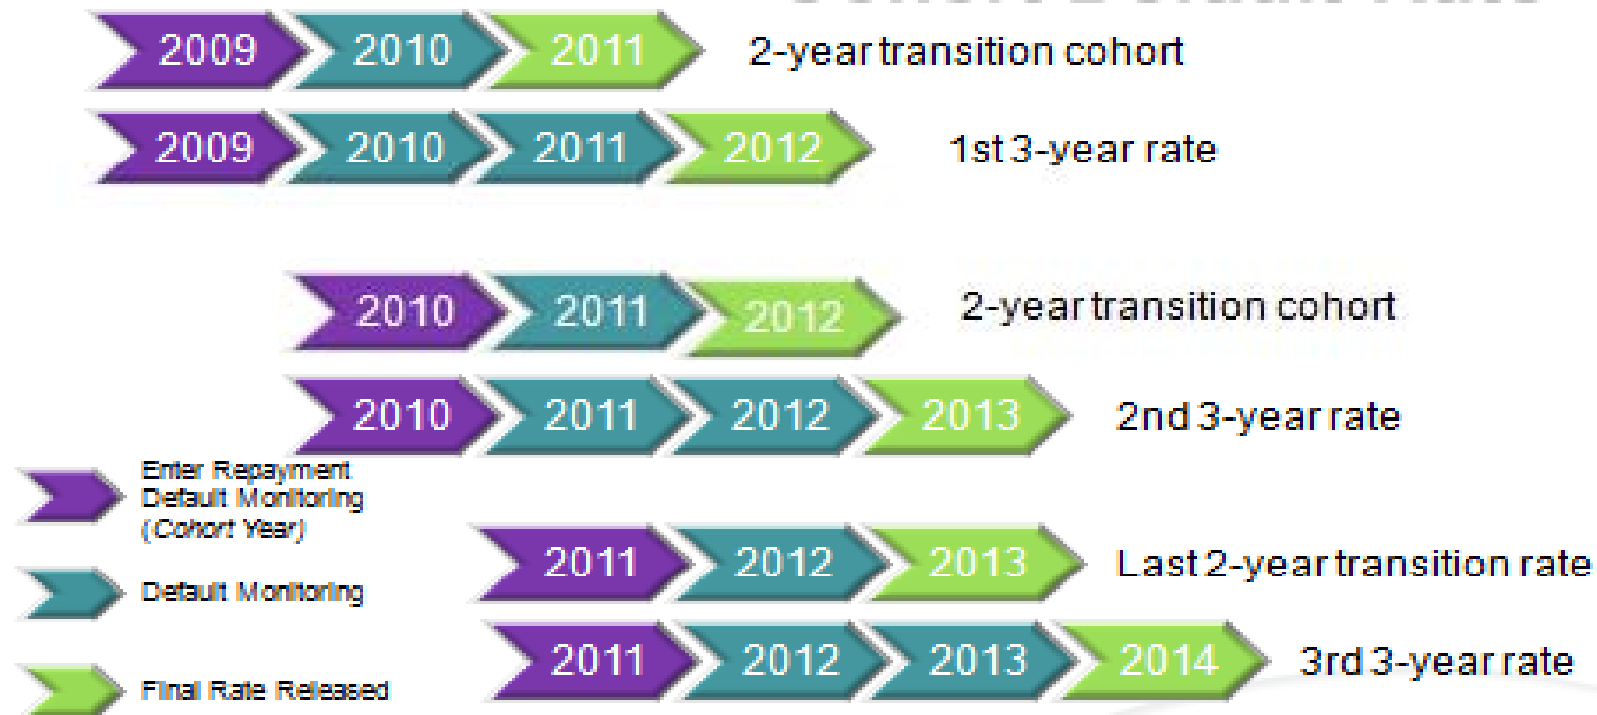 2009 2010 2011 2-year transition cohort
2009 2010 2011 2012 1st 3-year rate
2010 2011 2012 2-year transition cohort
2010 2011 2012 2013 2nd 3-year rate
Enter Repayment
Default Monitoring
(Cohort Year)
2011 2012 2013 Last 2-year transition rate
Default Monitoring
2011 2012 2013 2014 3rd 3-year rate
Final Rate Released